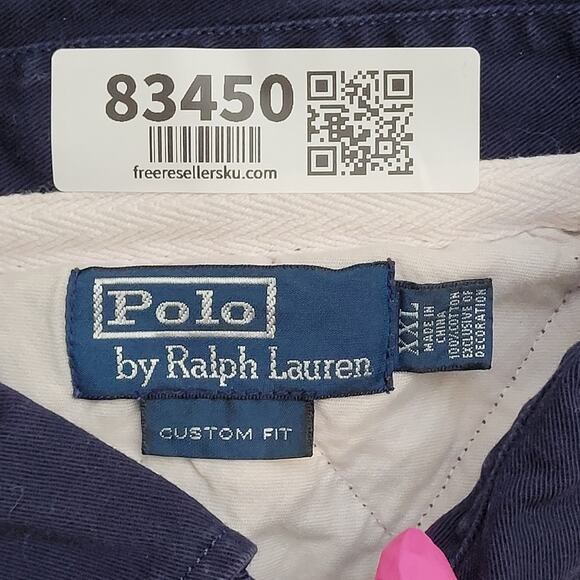 83450
freeresellersku.com
Polo
by Ralph Lauren
CUSTOM FIT
XXL
MADE IN
CHINA
100%COTTON
EXCLUSIVE OF
DECORATION